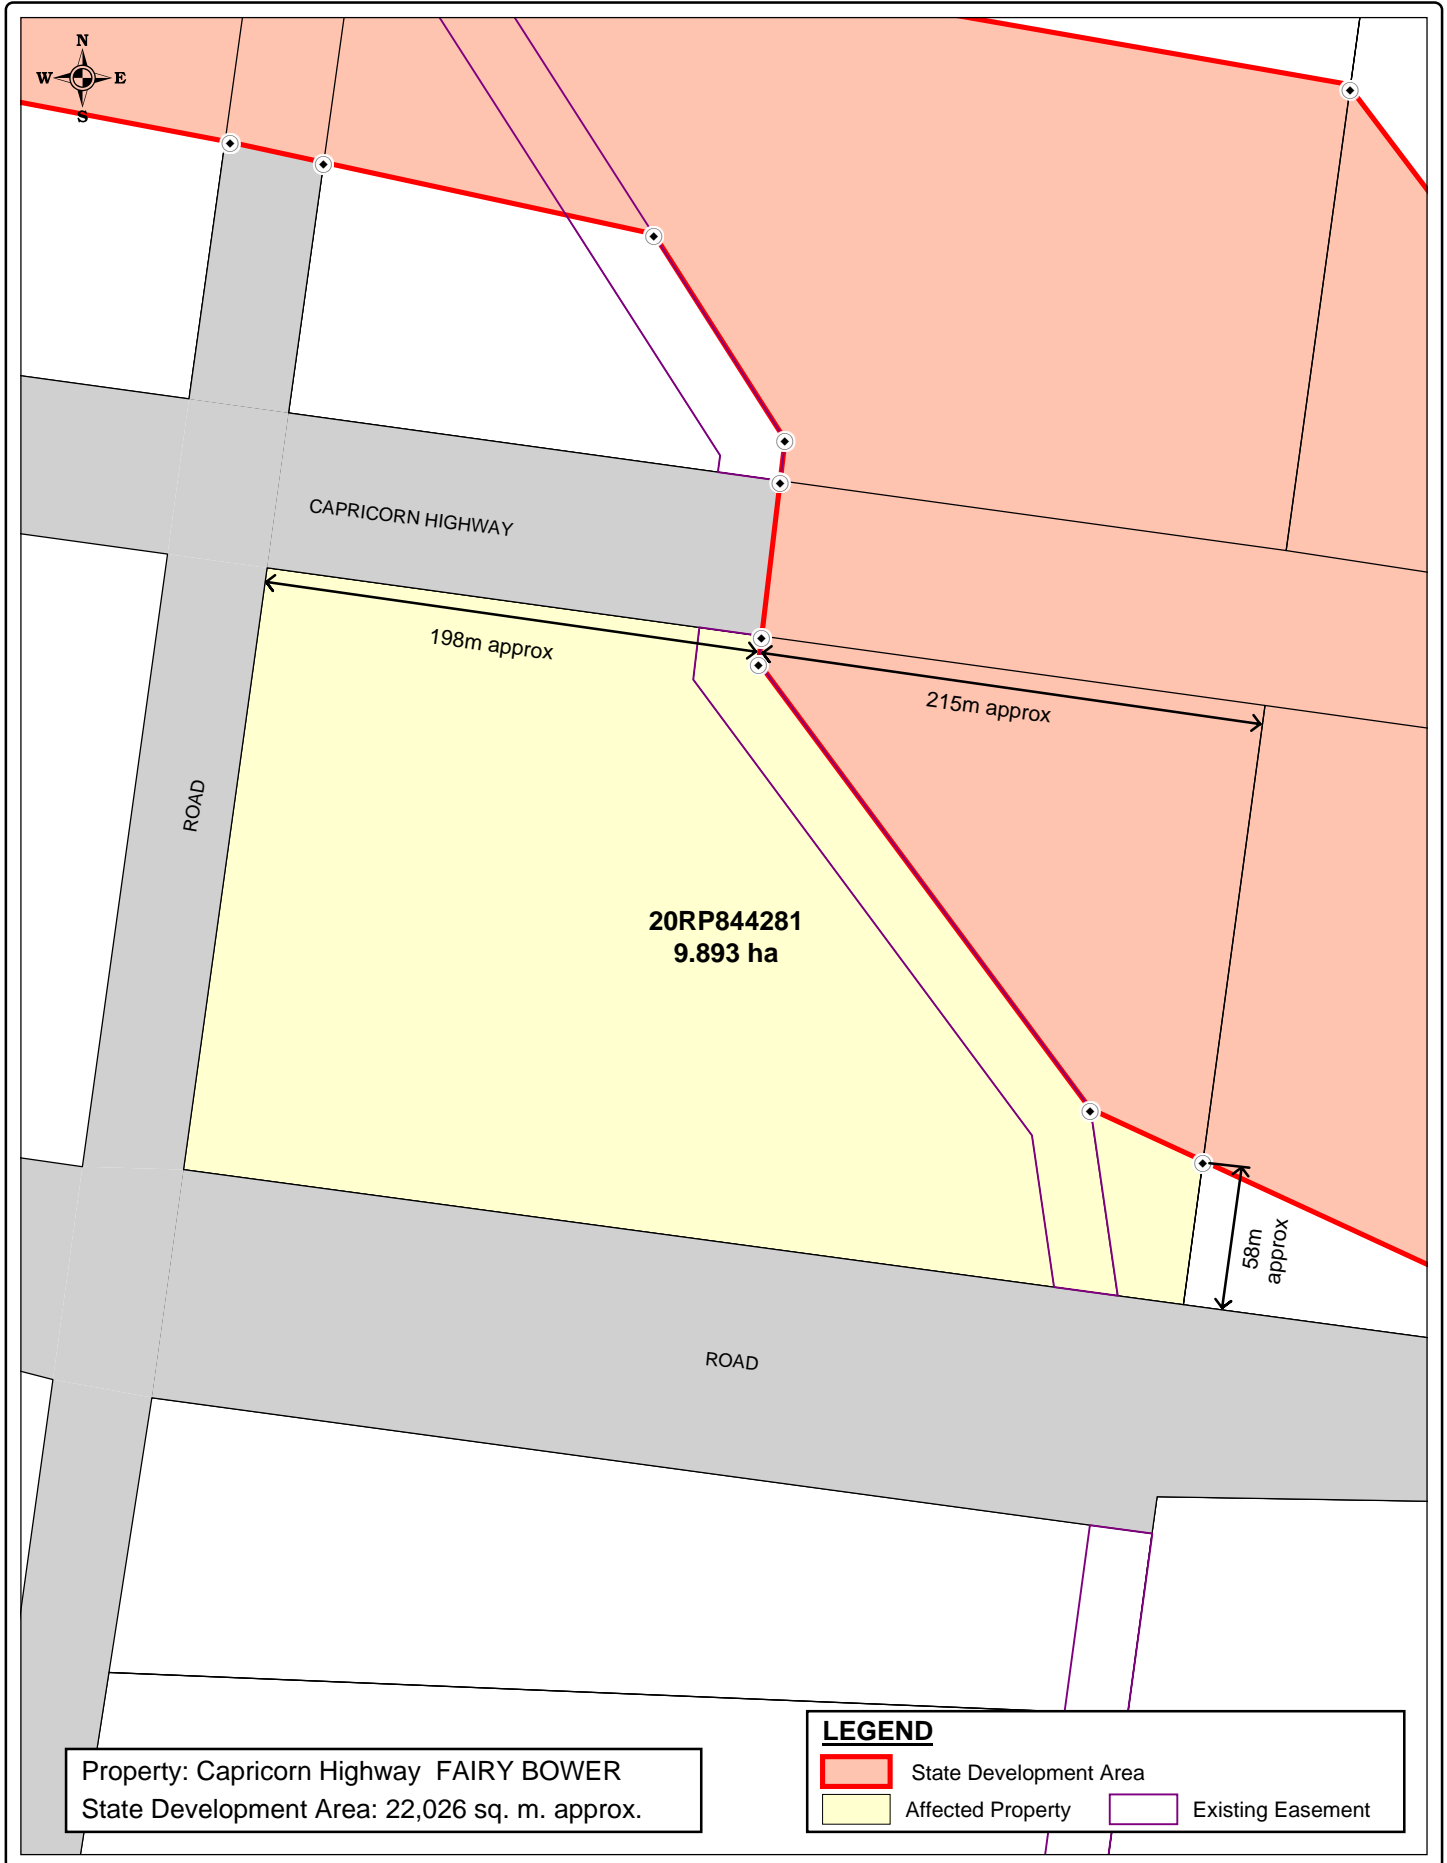 N
W E
S
CAPRICORN HIGHWAY
198m approx
215m approx
ROAD
20RP844281
9.893 ha
58m
approx
ROAD
LEGEND
State Development Area
Affected Property
Existing Easement
Property: Capricorn Highway FAIRY BOWER
State Development Area: 22,026 sq. m. approx.